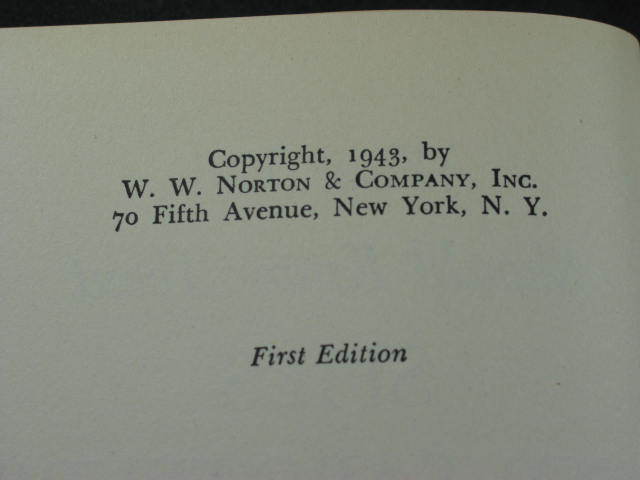 Copyright, 1943, by
W. W. Norton & Company, Inc.
70 Fifth Avenue, New York, N. Y.
First Edition